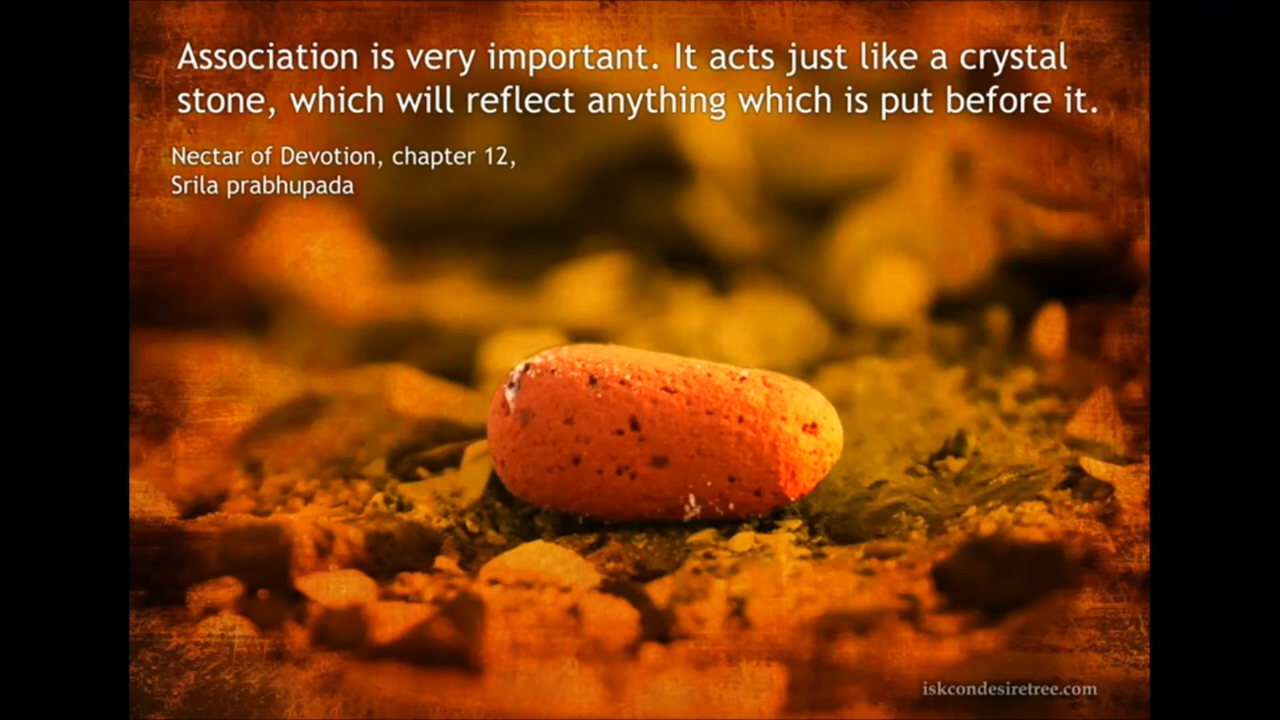 Association is very important. It acts just like a crystal
stone, which will reflect anything which is put before it.
Nectar of Devotion, chapter 12,
Srila prabhupada
iskcondesiretree.com